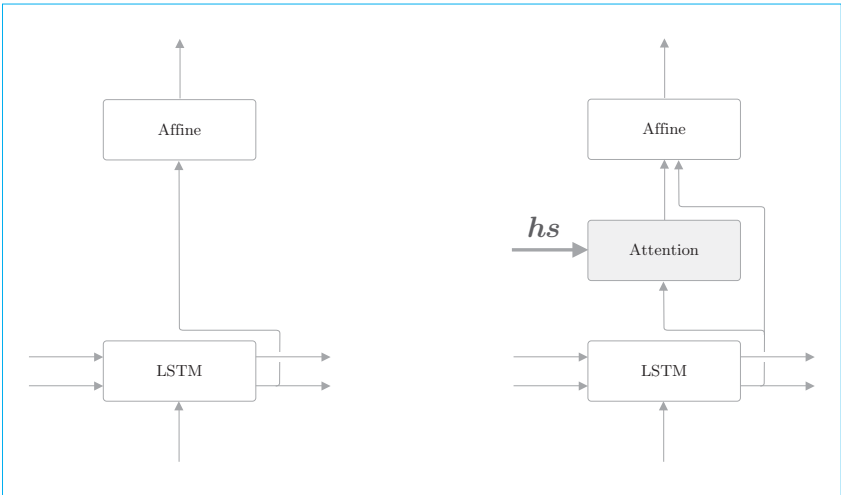 Affine
LSTM
Affine
hs
Attention
LSTM